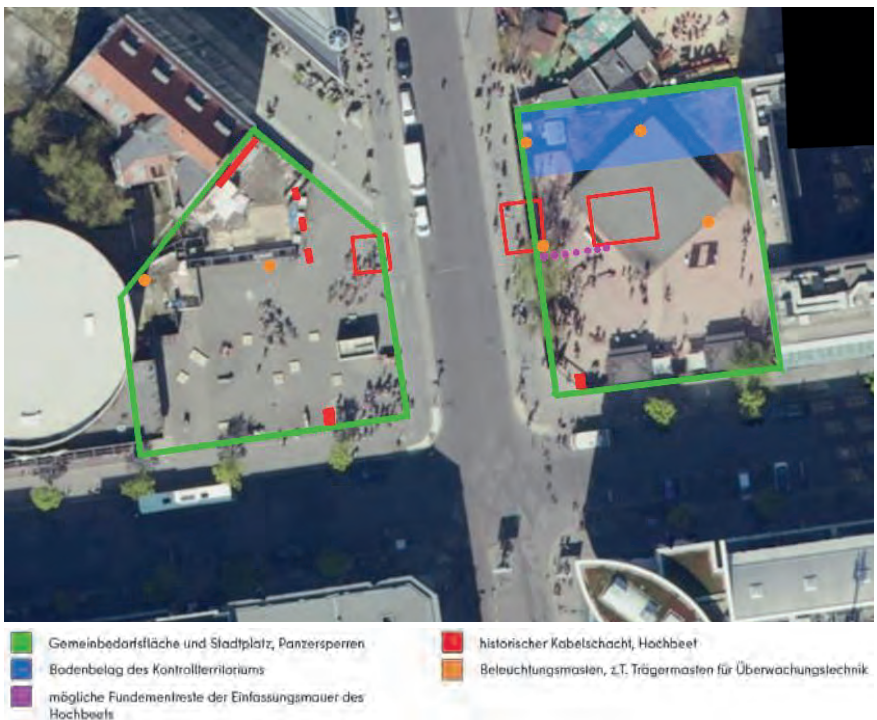 Gemeinbedarfsfläche und Stadtplatz, Panzersperren
Bodenbelag des Kontrollterritoriums
mögliche Fundementreste der Einfassungsmauer des
Hochbeets
historischer Kabelschacht, Hochbeet
Beleuchtungsmasten, z.T. Trägermasten für Überwachungstechnik